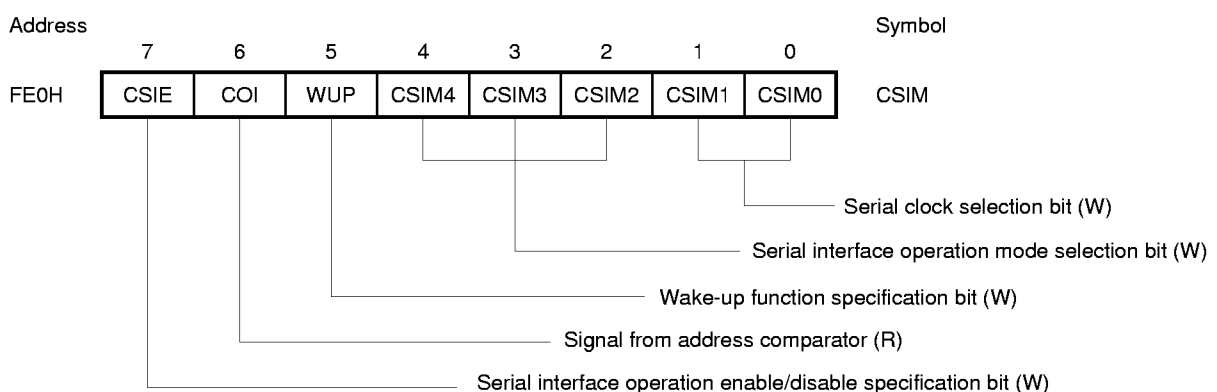 Address Symbol
7 6 5 4 3 2 1 0
FE0H CSIE COI WUP CSIM4 CSIM3 CSIM2 CSIM1 CSIM0 CSIM
Serial clock selection bit (W)
Serial interface operation mode selection bit (W)
Wake-up function specification bit (W)
Signal from address comparator (R)
Serial interface operation enable/disable specification bit (W)